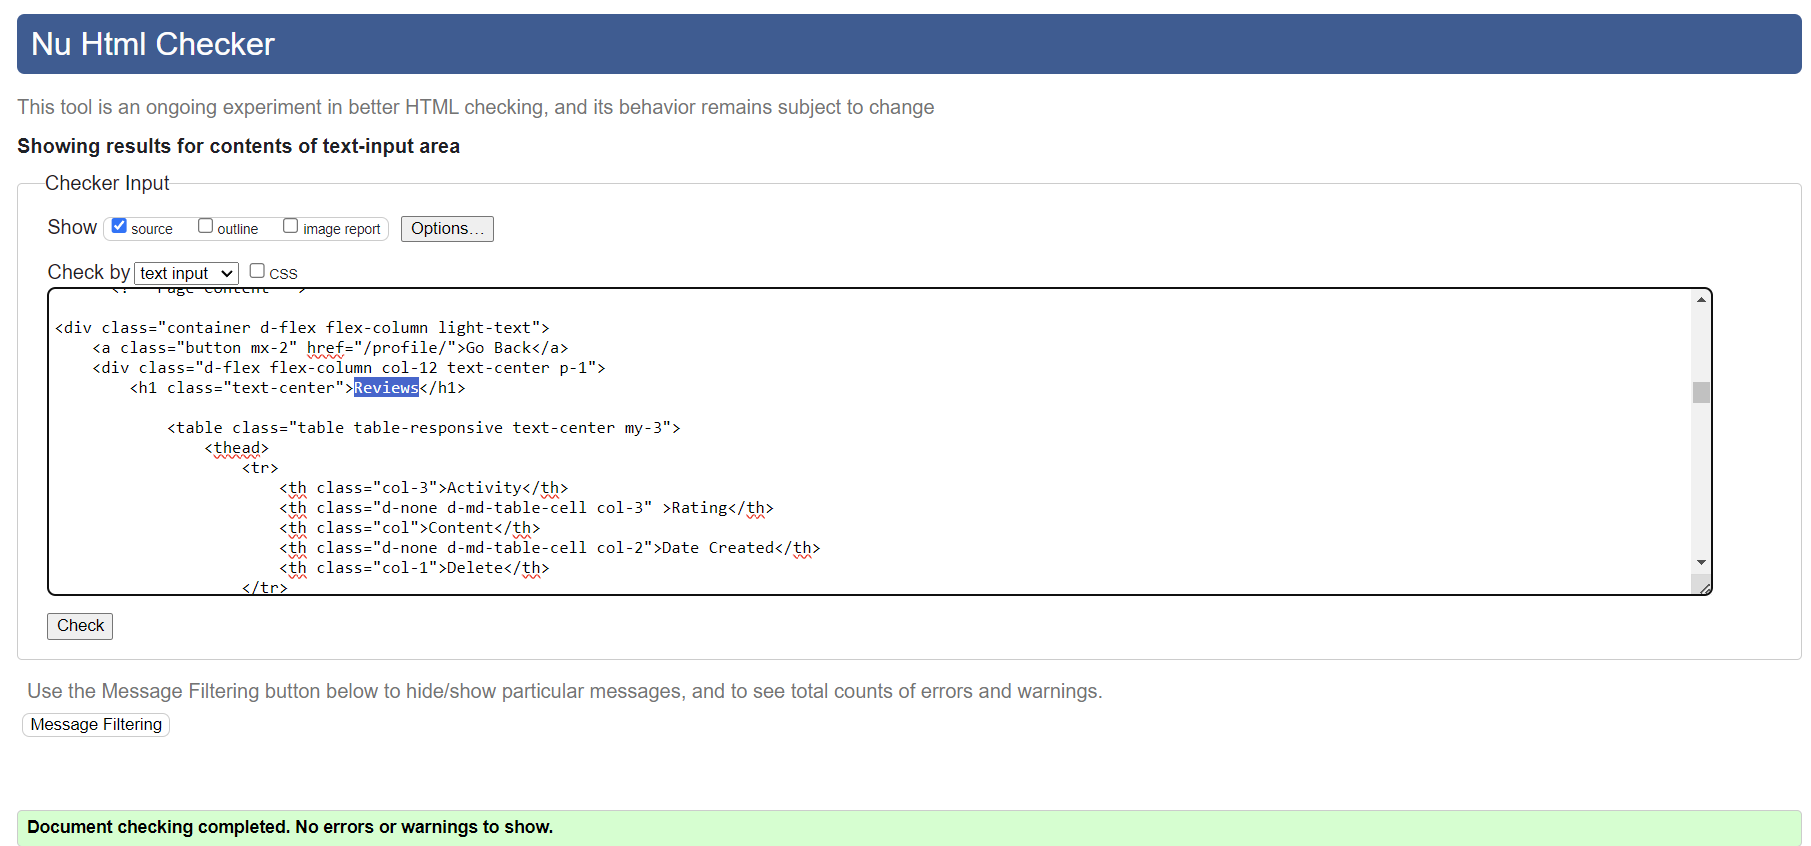 Nu Html Checker
This tool is an ongoing experiment in better HTML checking, and its behavior remains subject to change
Showing results for contents of text-input area
Checker Input
Show source outline image report Options...
Check by text input CSS
Page Content
<div class="container d-flex flex-column light-text">
<a class="button mx-2" href="/profile/">Go Back</a>
<div class="d-flex flex-column col-12 text-center p-1">
<h1 class="text-center">Reviews</h1>
<table class="table table-responsive text-center my-3">
<thead>
<tr>
<th class="col-3">Activity</th>
<th class="d-none d-md-table-cell col-3" >Rating</th>
<th class="col">Content</th>
<th class="d-none d-md-table-cell col-2">Date Created</th>
<th class="col-1">Delete</th>
</tr>
Check
Use the Message Filtering button below to hide/show particular messages, and to see total counts of errors and warnings.
Message Filtering
Document checking completed. No errors or warnings to show.